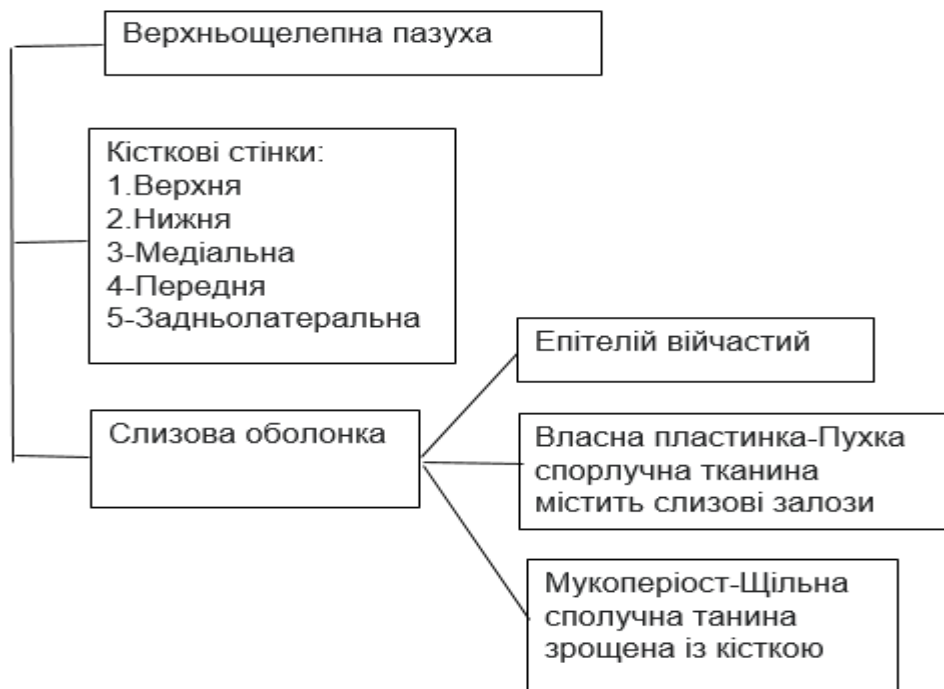 Верхньощелепна пазуха
Кісткові стінки:
1.Верхня
2.Нижня
3-Медіальна
4-Передня
5-Задньолатеральна
Слизова оболонка
Епітелій війчастий
Власна пластинка-Пухка
спорлучна тканина
містить слизові залози
Мукоперіост-Щільна
сполучна танина
зрощена із кісткою